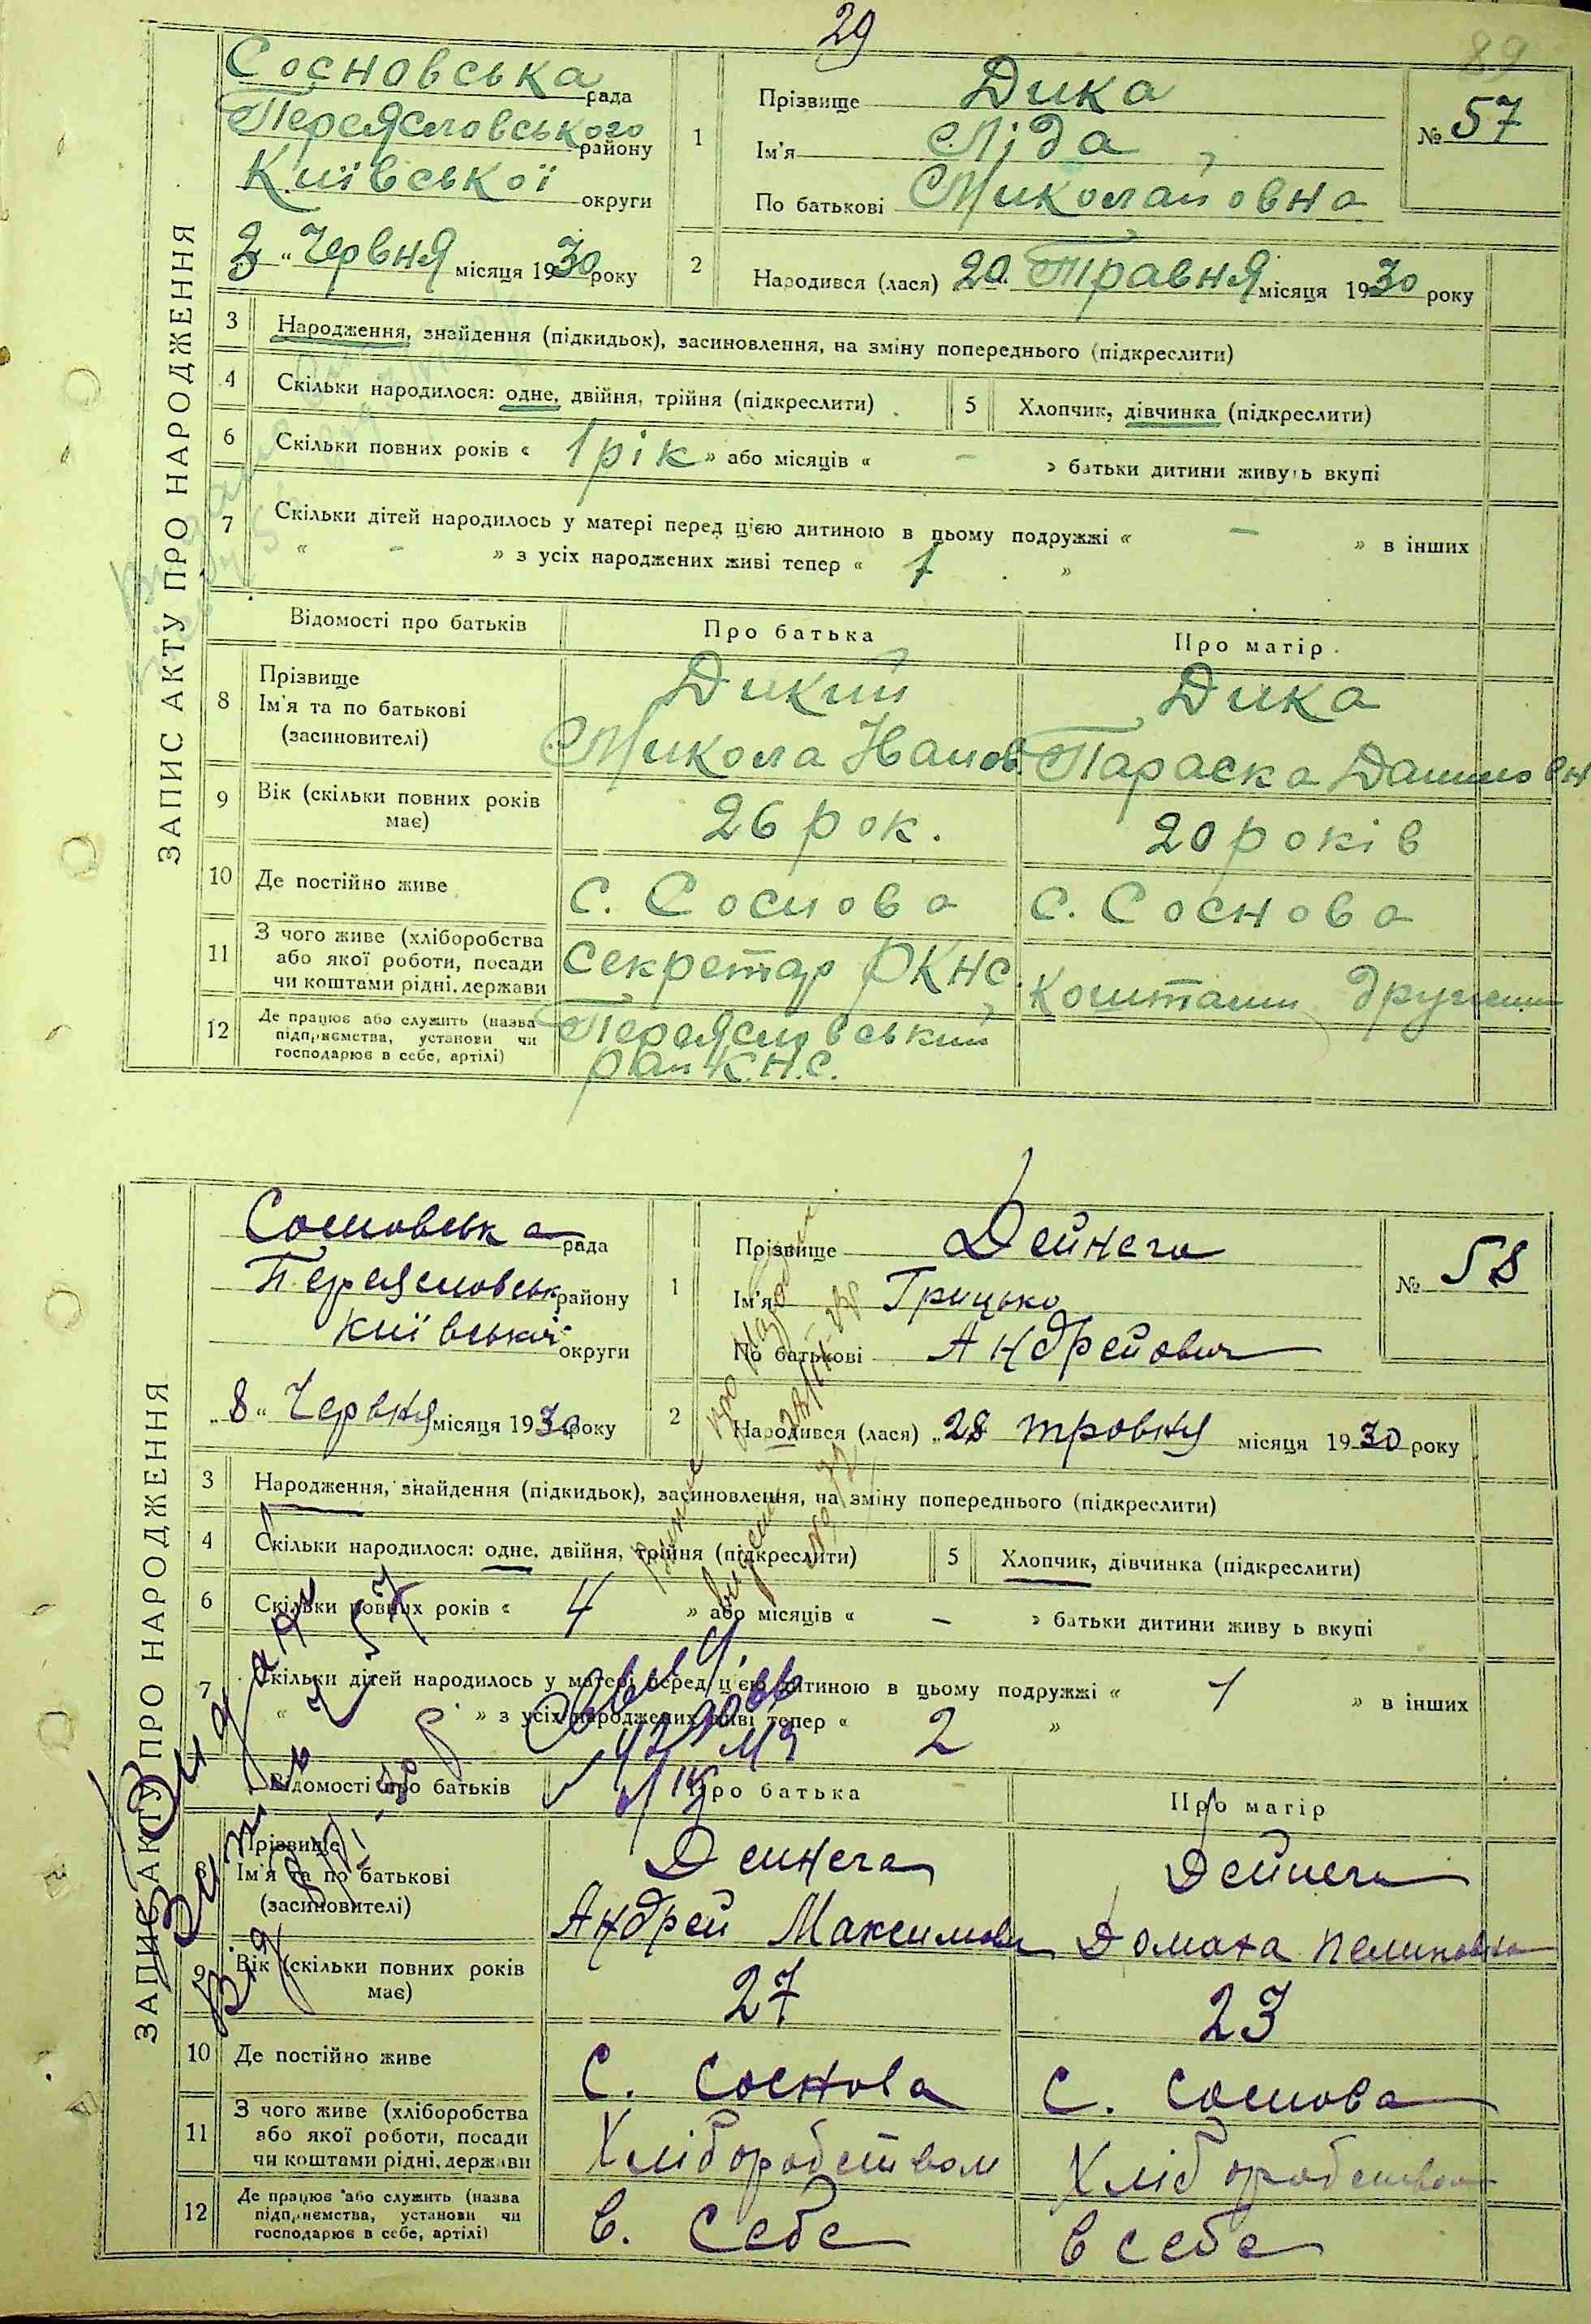 29
89
ЗАПИС АКТУ ПРО НАРОДЖЕННЯ
Сосновська рада
Переяславського району
Київської округи
"3" Червня місяця 1930 року
1
Прізвище Дика
Ім'я Ліда
По батькові Миколайовна
№ 57
2
Народився (лася) 20 Травня місяця 1930 року
3 Народження, знайдення (підкидьок), засиновлення, на зміну попереднього (підкреслити)
4 Скільки народилося: одне, двійня, трійня (підкреслити)
5 Хлопчик, дівчинка (підкреслити)
6 Скільки повних років « 1 рік » або місяців « – » батьки дитини живуть вкупі
7 Скільки дітей народилось у матері перед цією дитиною в цьому подружжі « – » в інших
« – » з усіх народжених живі тепер « 1 »
Відомості про батьків Про батька Про матір
8 Прізвище
Ім'я та по батькові
(засиновителі)
Дикий
Микола Іванов
Дика
Параска Даниловн
9 Вік (скільки повних років має) 26 рок. 20 років
10 Де постійно живе с. Соснова с. Соснова
11 З чого живе (хліборобства
або якої роботи, посади
чи коштами рідні, держави
Секретар РКНС.
Коштами дружини
12 Де працює або служить (назва
підприємства, установи чи
господарює в себе, артілі)
Переяславський
рай К.Н.С.
ЗАПИС АКТУ ПРО НАРОДЖЕННЯ
Сосновська рада
Переяславськ району
Київської округи
"8" Червня місяця 1930 року
1
Прізвище Дейнега
Ім'я Грицько
По батькові Андрейович
№ 58
2
Народився (лася) "28 травня місяця 1930 року
3 Народження, знайдення (підкидьок), засиновлення, на зміну попереднього (підкреслити)
4 Скільки народилося: одне, двійня, трійня (підкреслити)
5 Хлопчик, дівчинка (підкреслити)
6 Скільки повних років « 4 » або місяців « – » батьки дитини живуть вкупі
7 Скільки дітей народилось у матері перед цією дитиною в цьому подружжі « 1 » в інших
« » з усіх народжених живі тепер « 2 »
Відомості про батьків Про батька Про матір
8 Прізвище
Ім'я та по батькові
(засиновителі)
Дейнега
Андрей Максимови
Дейнега
Домаха
9 Вік (скільки повних років має) 27 23
10 Де постійно живе с. Соснова с. Соснова
11 З чого живе (хліборобства
або якої роботи, посади
чи коштами рідні, держави
Хліборобством
Хліборобством
12 Де працює або служить (назва
підприємства, установи чи
господарює в себе, артілі)
в. себе
в себе